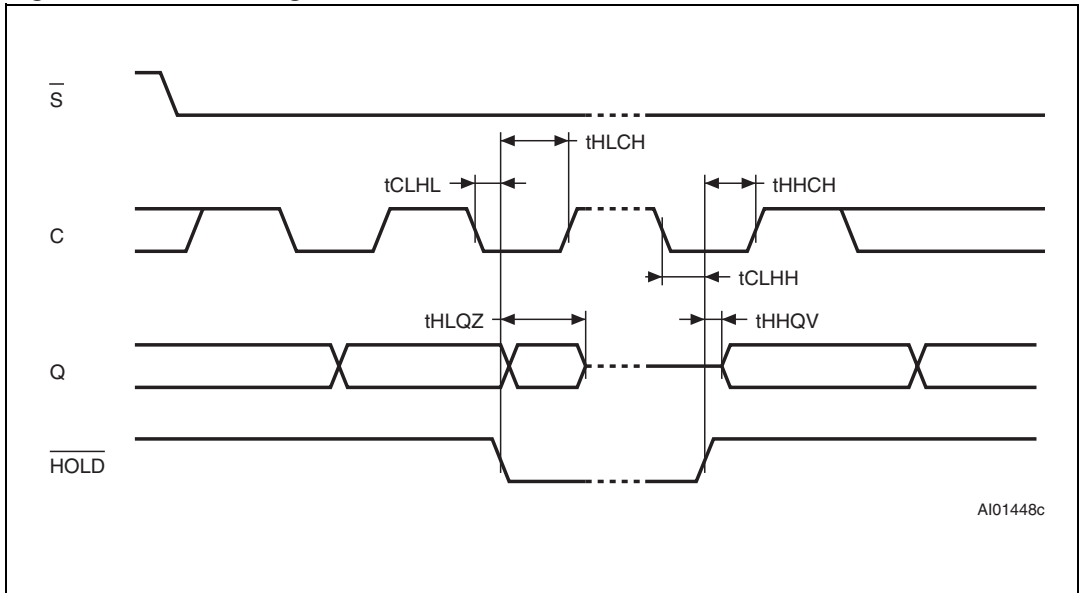 S
tHLCH
tCLHL
tHHCH
C
tCLHH
tHLQZ
tHHQV
Q
HOLD
AI01448c